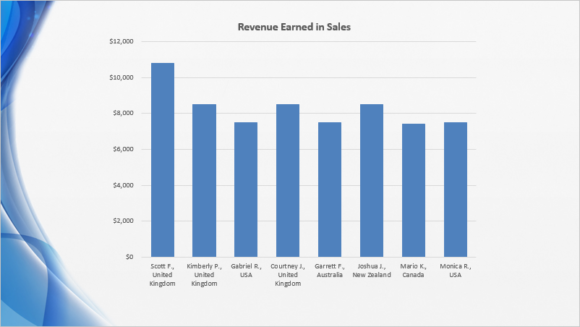 Revenue Earned in Sales
$12,000
$10,000
$8,000
$6,000
$4,000
$2,000
$0
Scott F.,
United
Kingdom
Kimberly P.,
United
Kingdom
Gabriel R.,
USA
Courtney J.,
United
Kingdom
Garrett F.,
Australia
Joshua J.,
New Zealand
Mario K.,
Canada
Monica R.,
USA